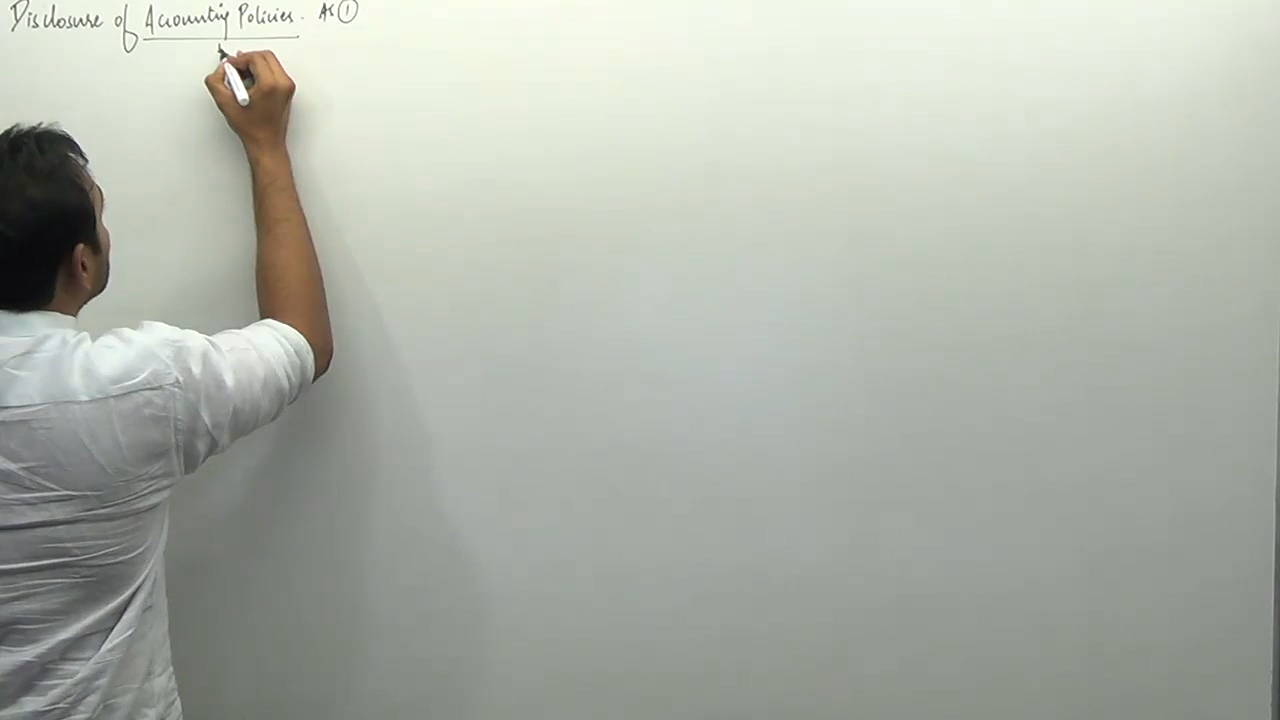 Disclosure of Accounting Policies. AS ①